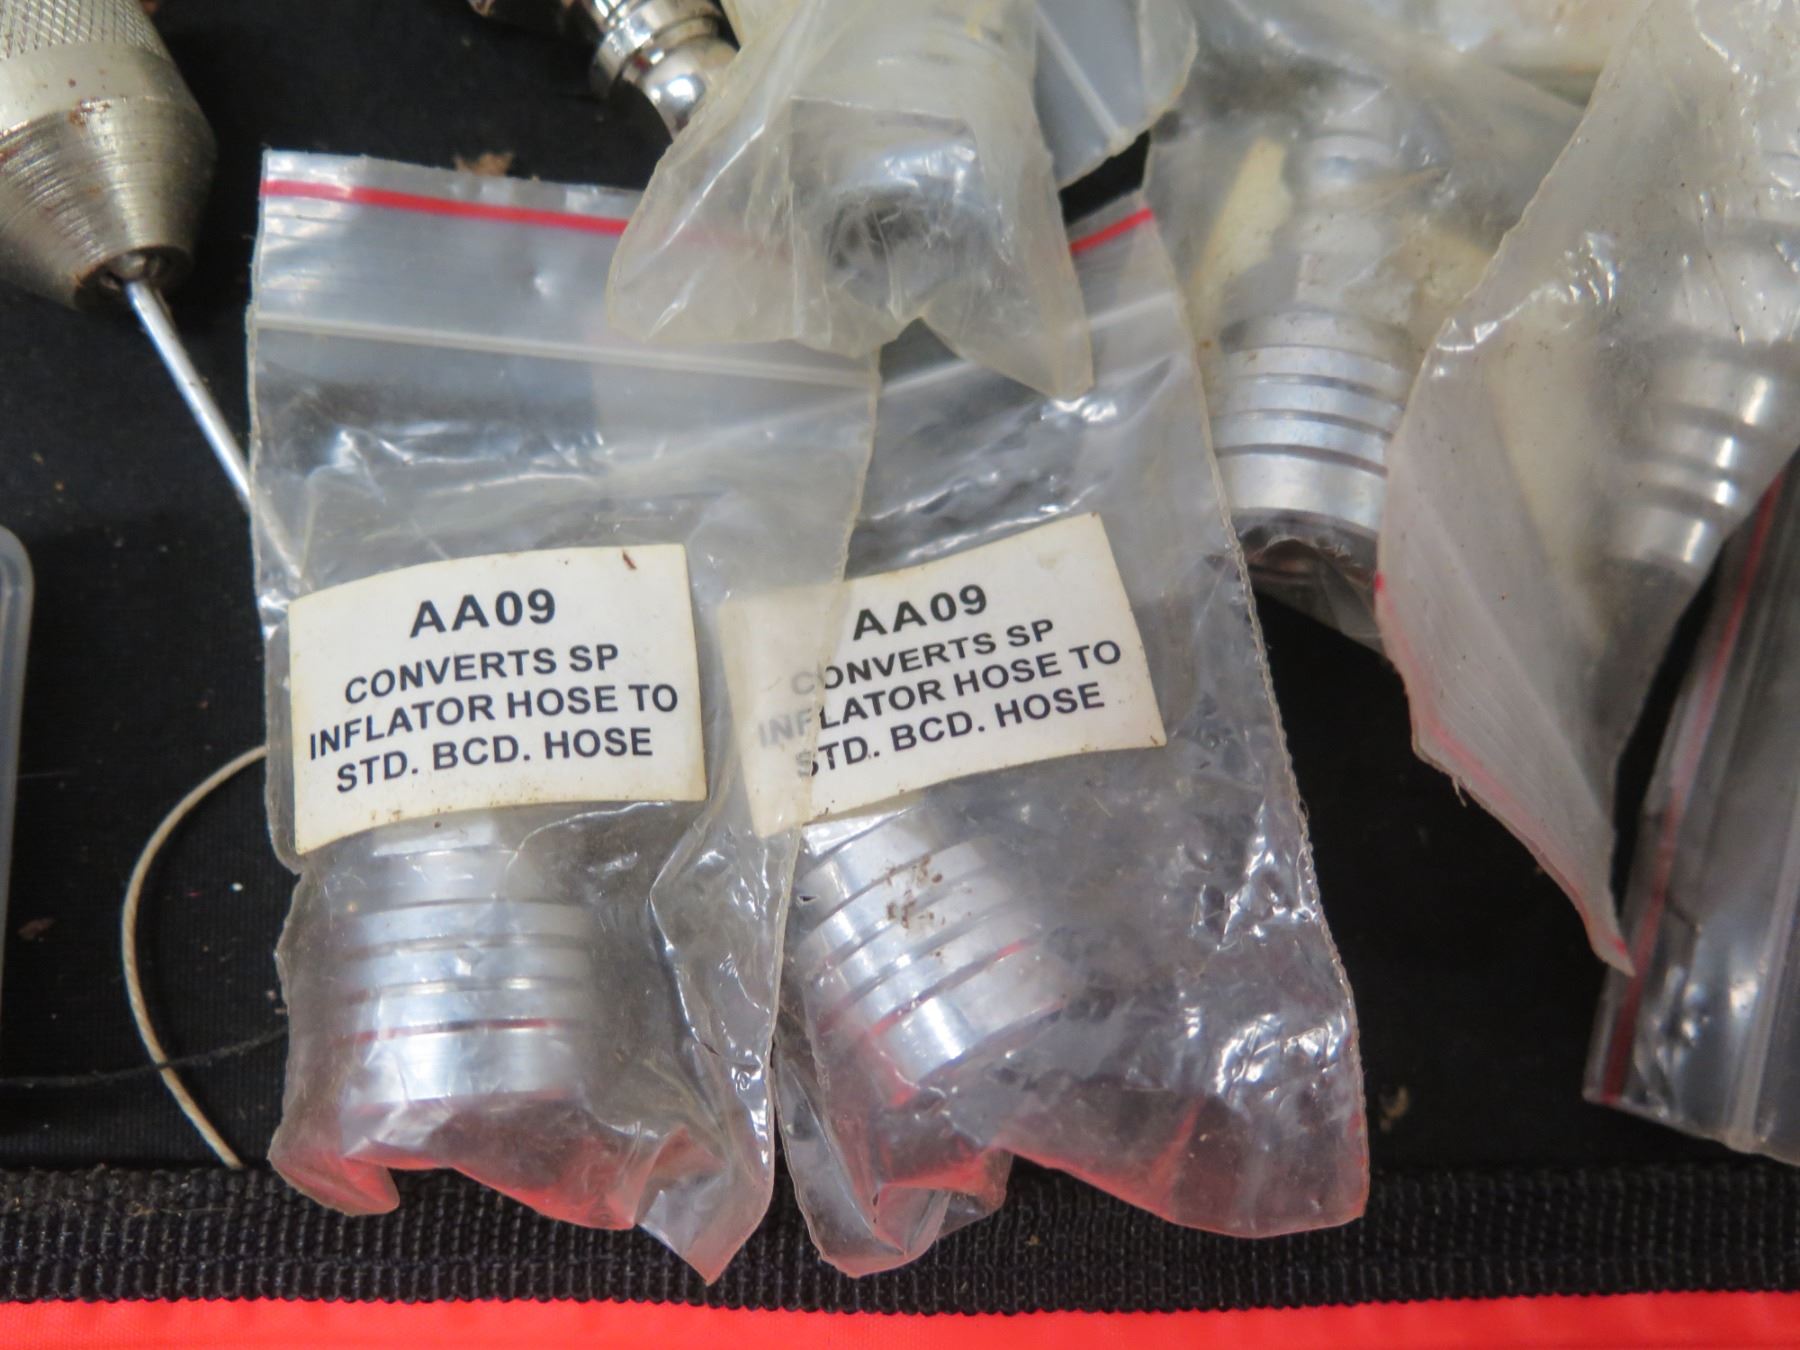 AA09
CONVERTS SP
INFLATOR HOSE TO
STD. BCD. HOSE
AA09
CONVERTS SP
INFLATOR HOSE TO
STD. BCD. HOSE